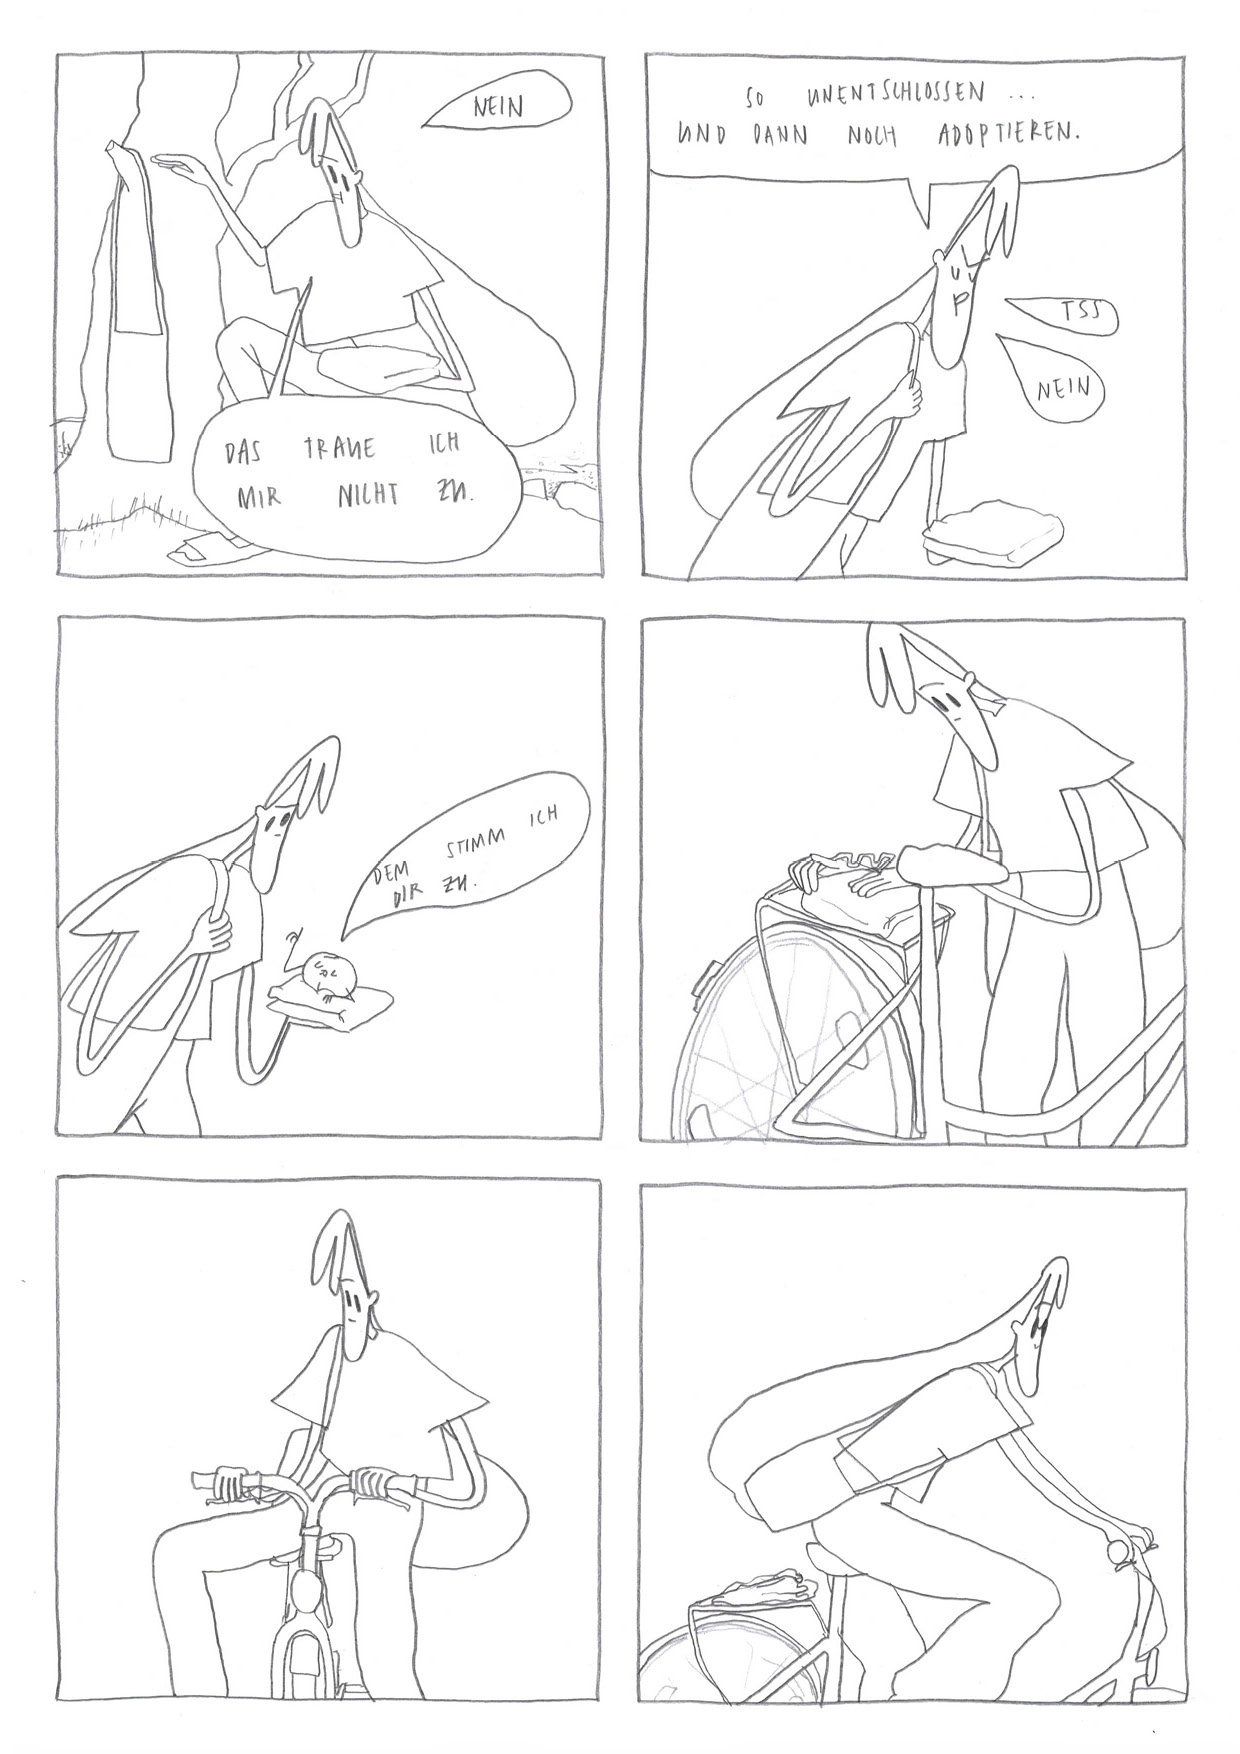 NEIN
DAS TRAUE ICH
MIR NICHT ZU.
SO UNENTSCHLOSSEN ...
UND DANN NOCH ADOPTIEREN.
TSS
NEIN
DEM STIMM ICH
DIR ZU.